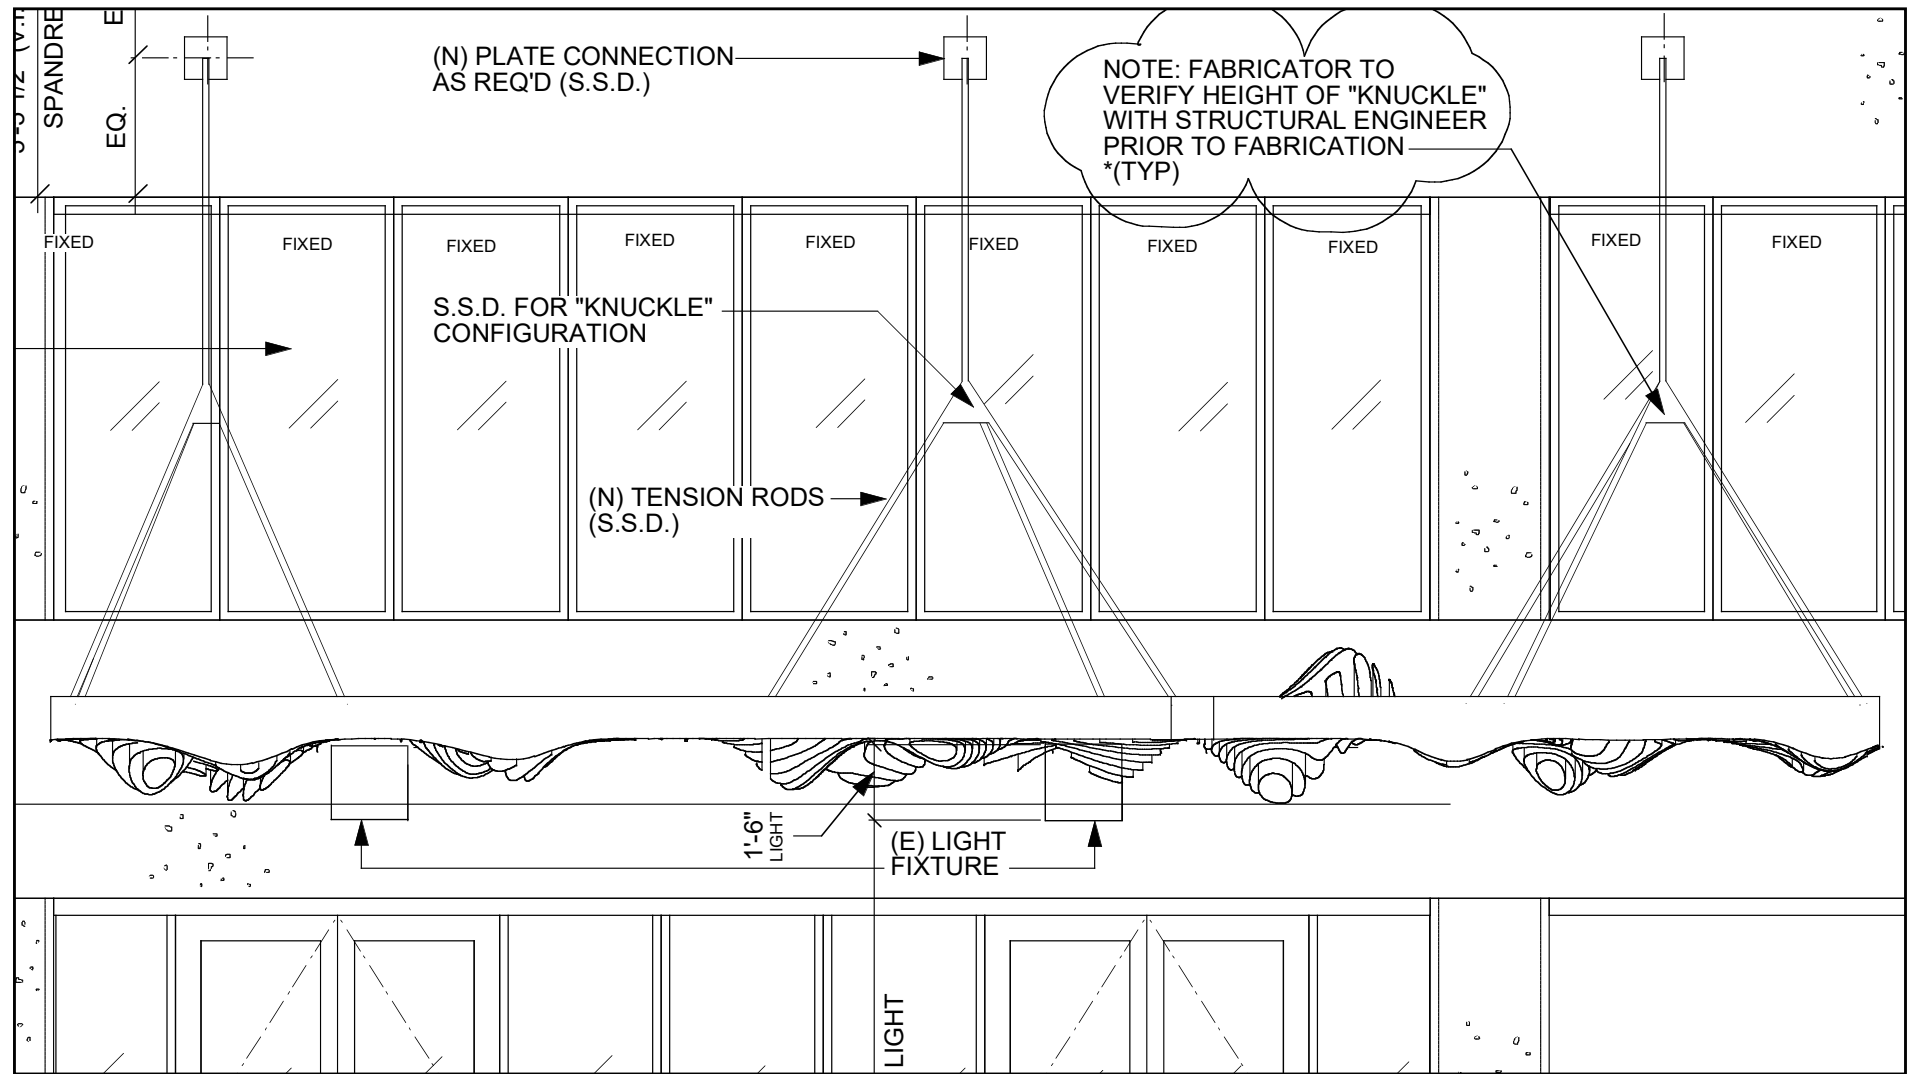 SPANDRE
EQ.
(N) PLATE CONNECTION
AS REQ'D (S.S.D.)
NOTE: FABRICATOR TO
VERIFY HEIGHT OF "KNUCKLE"
WITH STRUCTURAL ENGINEER
PRIOR TO FABRICATION
*(TYP)
FIXED
FIXED
FIXED
FIXED
FIXED
FIXED
FIXED
FIXED
FIXED
FIXED
S.S.D. FOR "KNUCKLE"
CONFIGURATION
(N) TENSION RODS
(S.S.D.)
1'-6"
LIGHT
(E) LIGHT
FIXTURE
LIGHT